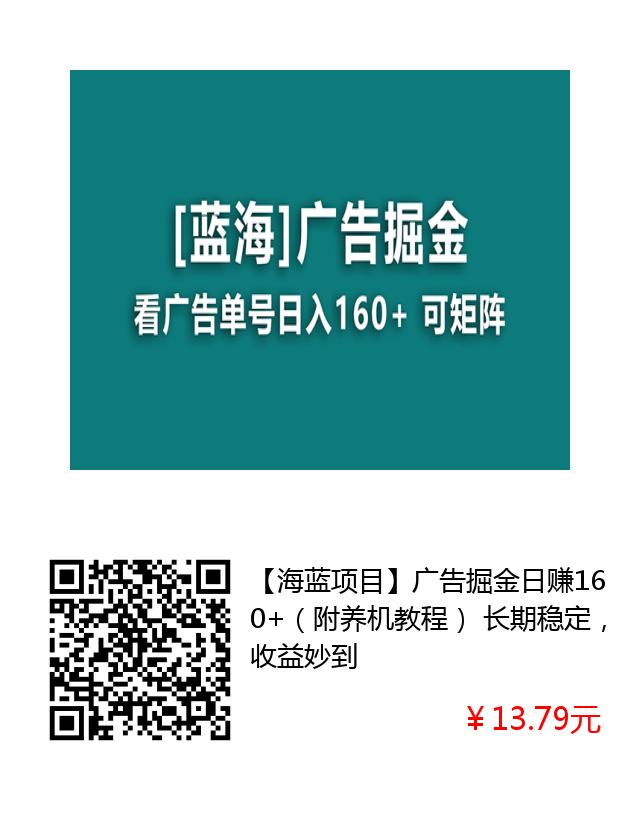 [蓝海]广告掘金
看广告单号日入160+ 可矩阵
【海蓝项目】广告掘金日赚16
0+（附养机教程） 长期稳定，
收益妙到
￥13.79元